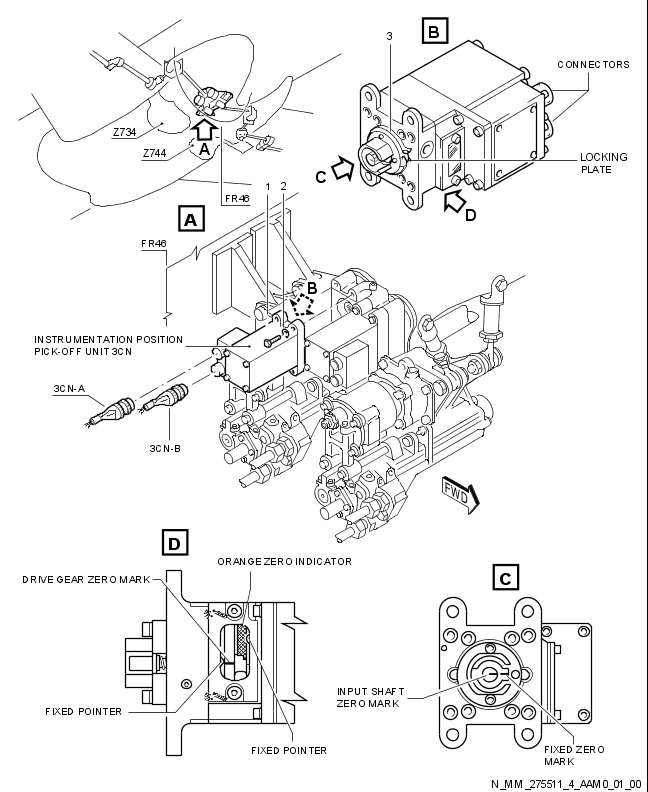 B
3
CONNECTORS
Z734
A
Z744
LOCKING
PLATE
C
D
FR46
1
2
A
FR46
B
INSTRUMENTATION POSITION
PICK-OFF UNIT 3CN
3CN-A
3CN-B
FWD
D
ORANGE ZERO INDICATOR
DRIVE GEAR ZERO MARK
C
INPUT SHAFT
ZERO MARK
FIXED POINTER
FIXED POINTER
FIXED ZERO
MARK
N_MM_275511_4_AAM0_01_00